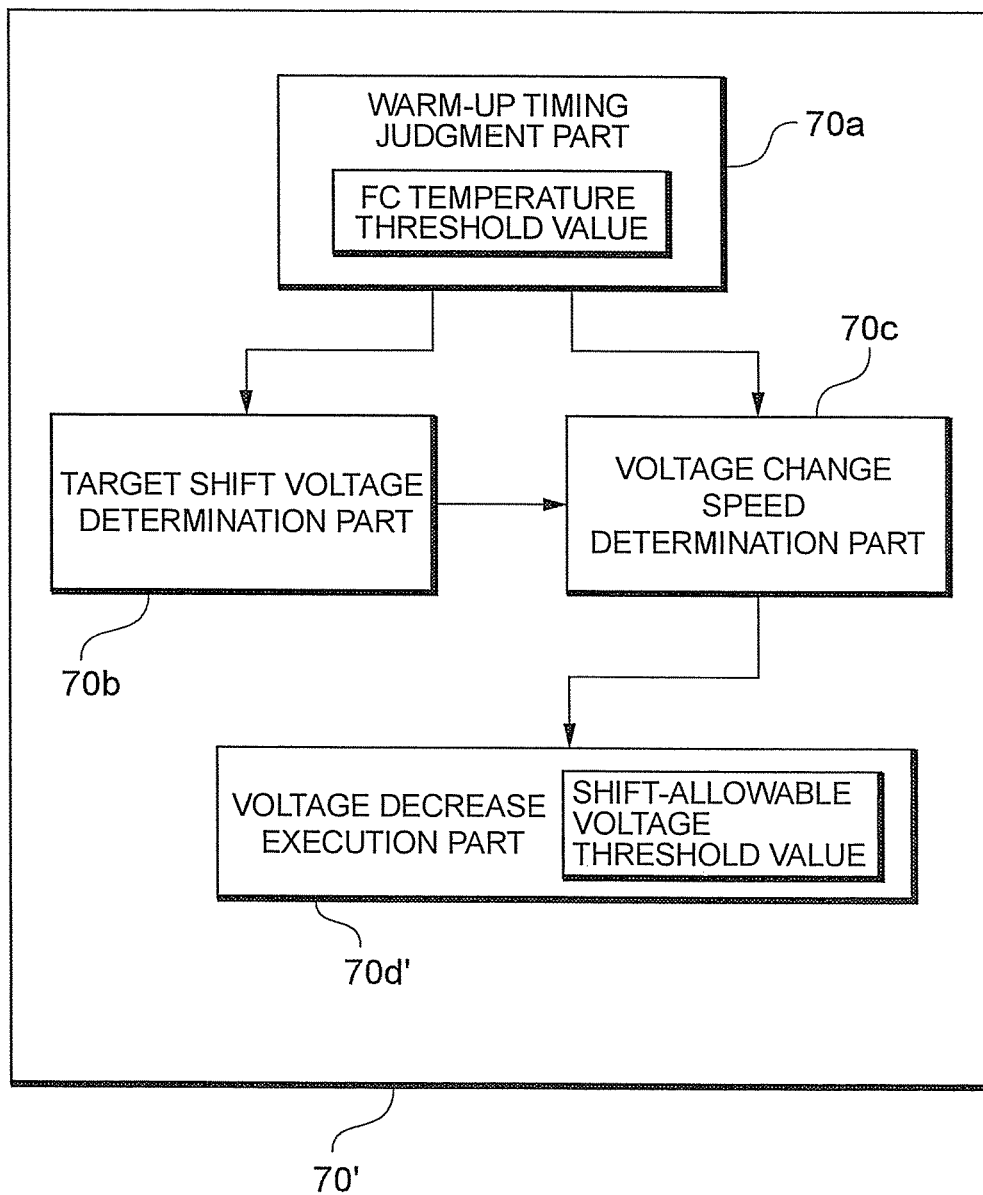 WARM-UP TIMING
JUDGMENT PART
70a
FC TEMPERATURE
THRESHOLD VALUE
70c
TARGET SHIFT VOLTAGE
DETERMINATION PART
VOLTAGE CHANGE
SPEED
DETERMINATION PART
70b
VOLTAGE DECREASE
EXECUTION PART
SHIFT-ALLOWABLE
VOLTAGE
THRESHOLD VALUE
70d'
70'